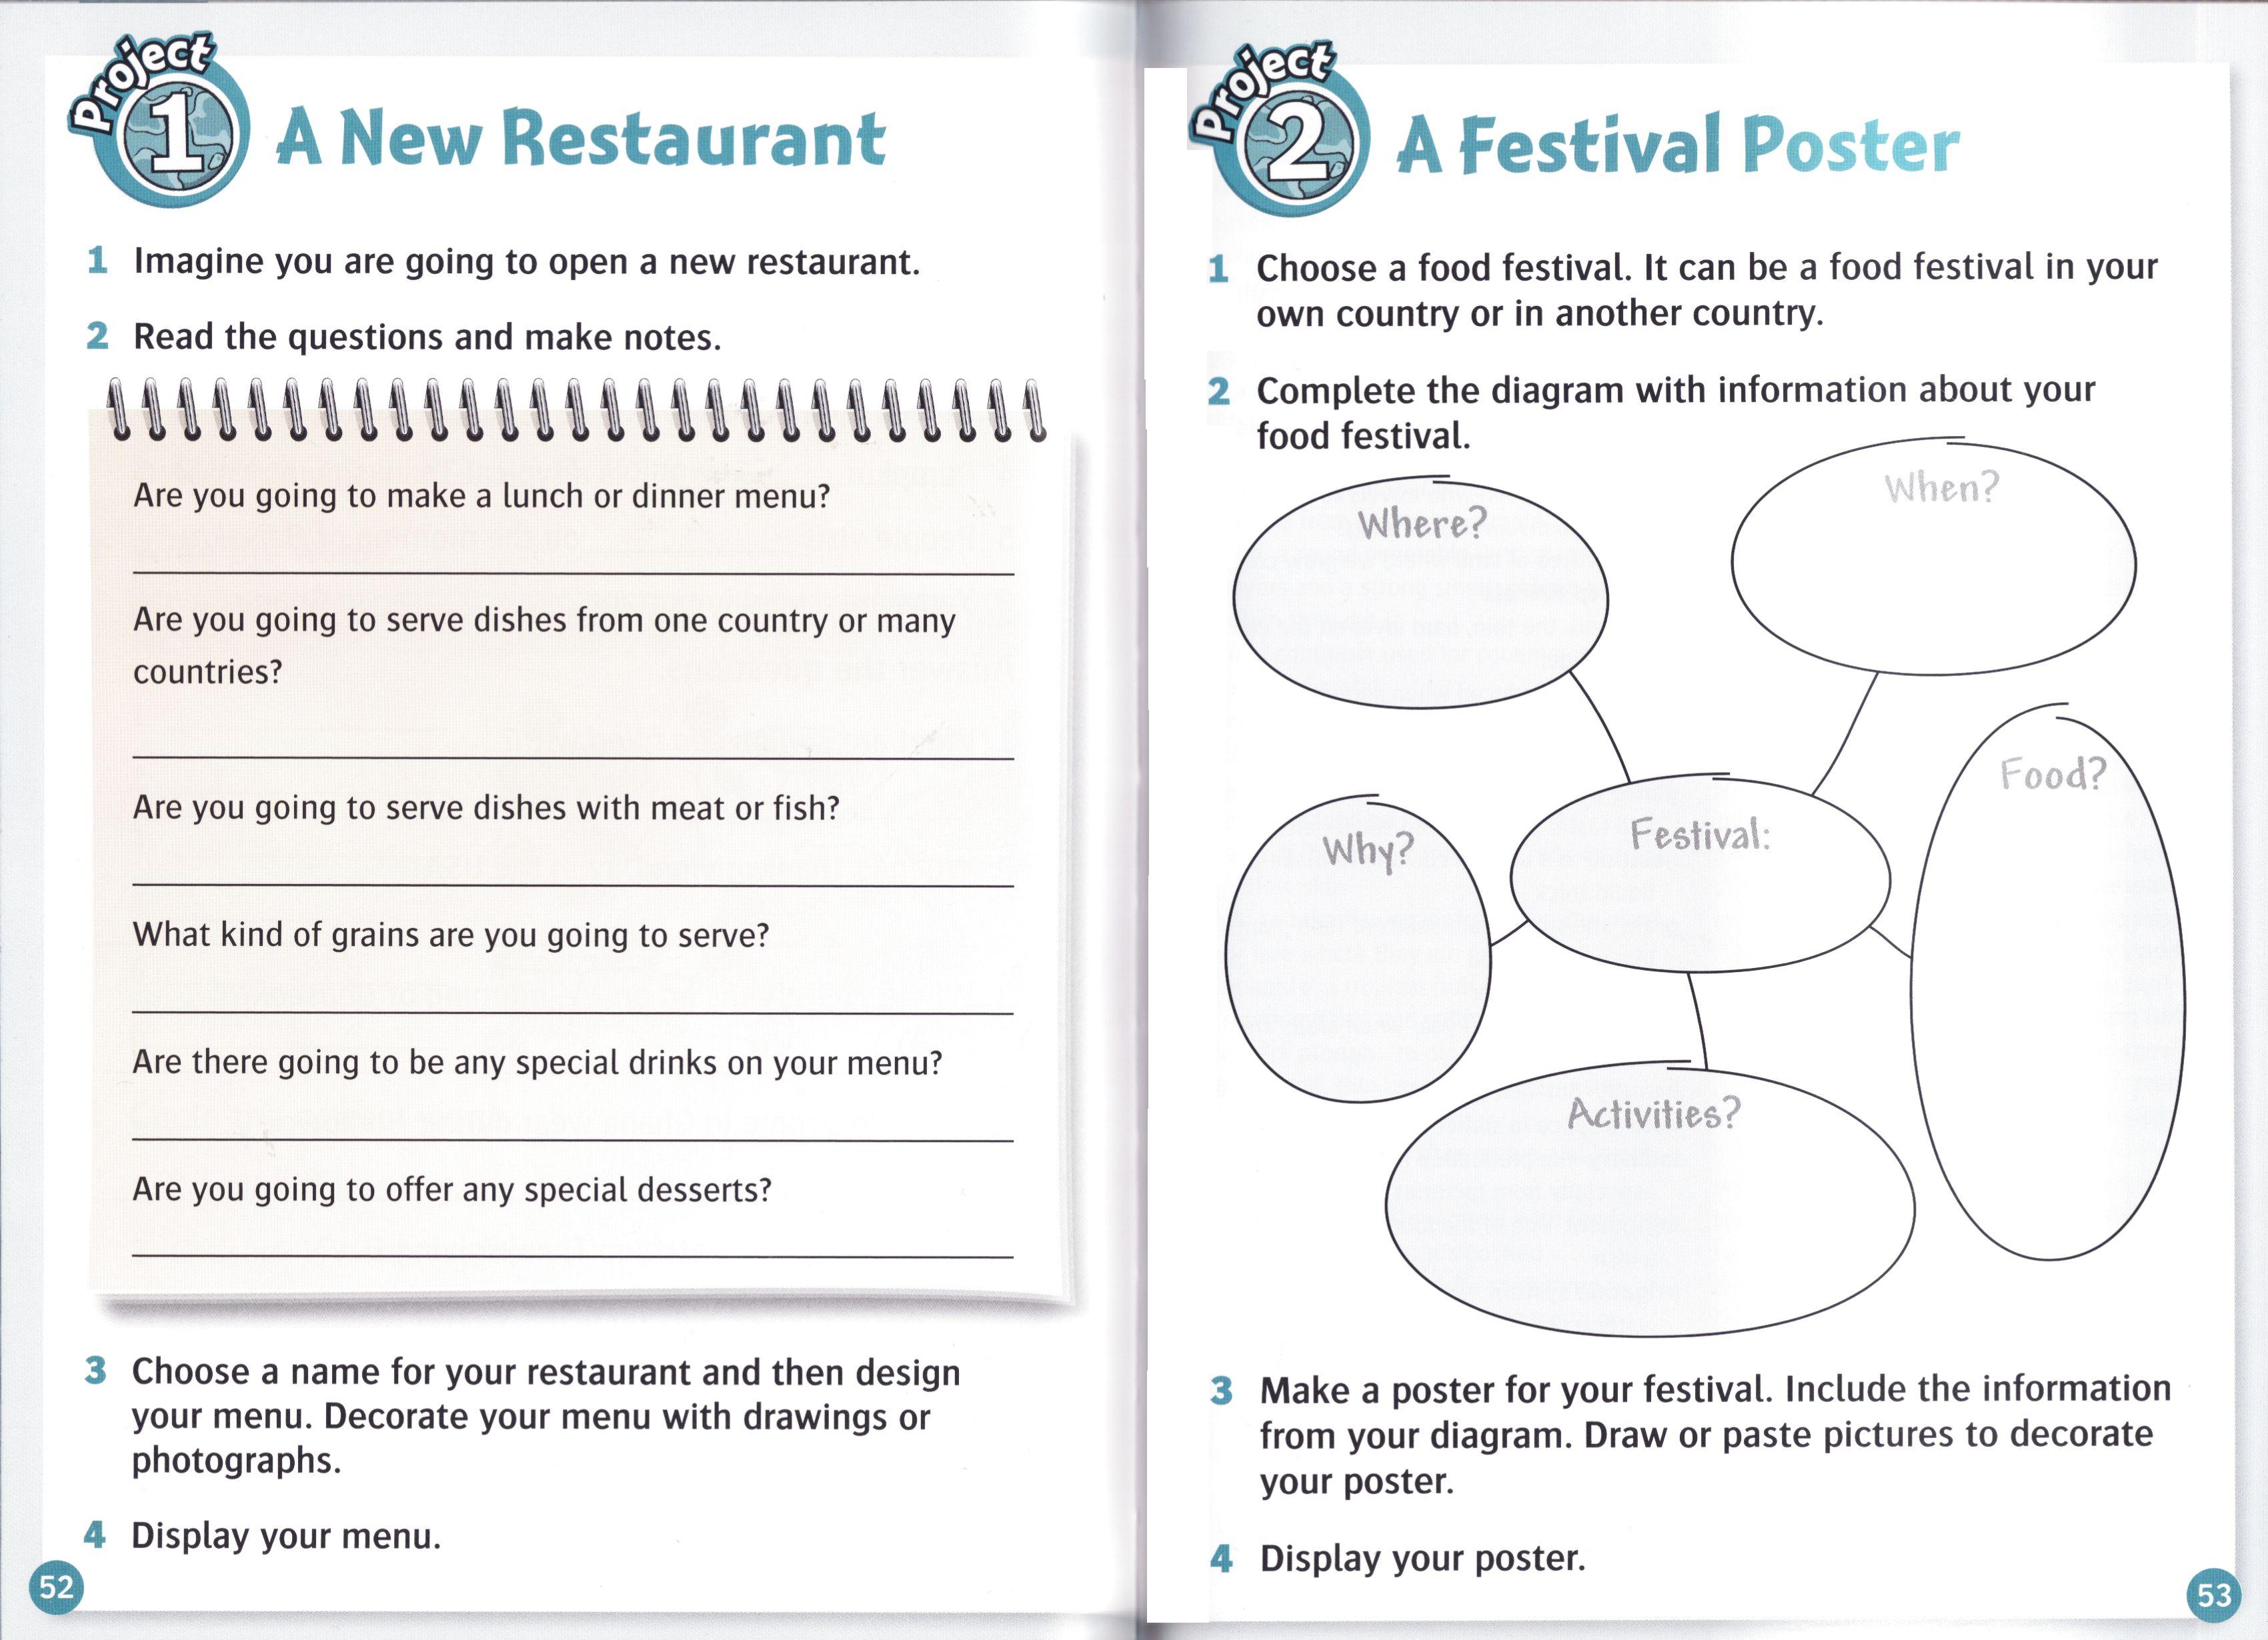 Project
1
A New Restaurant
1 Imagine you are going to open a new restaurant.
2 Read the questions and make notes.
Are you going to make a lunch or dinner menu?
Are you going to serve dishes from one country or many
countries?
Are you going to serve dishes with meat or fish?
What kind of grains are you going to serve?
Are there going to be any special drinks on your menu?
Are you going to offer any special desserts?
3 Choose a name for your restaurant and then design
your menu. Decorate your menu with drawings or
photographs.
4 Display your menu.
52
Project
2
A Festival Poster
1 Choose a food festival. It can be a food festival in your
own country or in another country.
2 Complete the diagram with information about your
food festival.
Where?
When?
Food?
Why?
Festival:
Activities?
3 Make a poster for your festival. Include the information
from your diagram. Draw or paste pictures to decorate
your poster.
4 Display your poster.
53